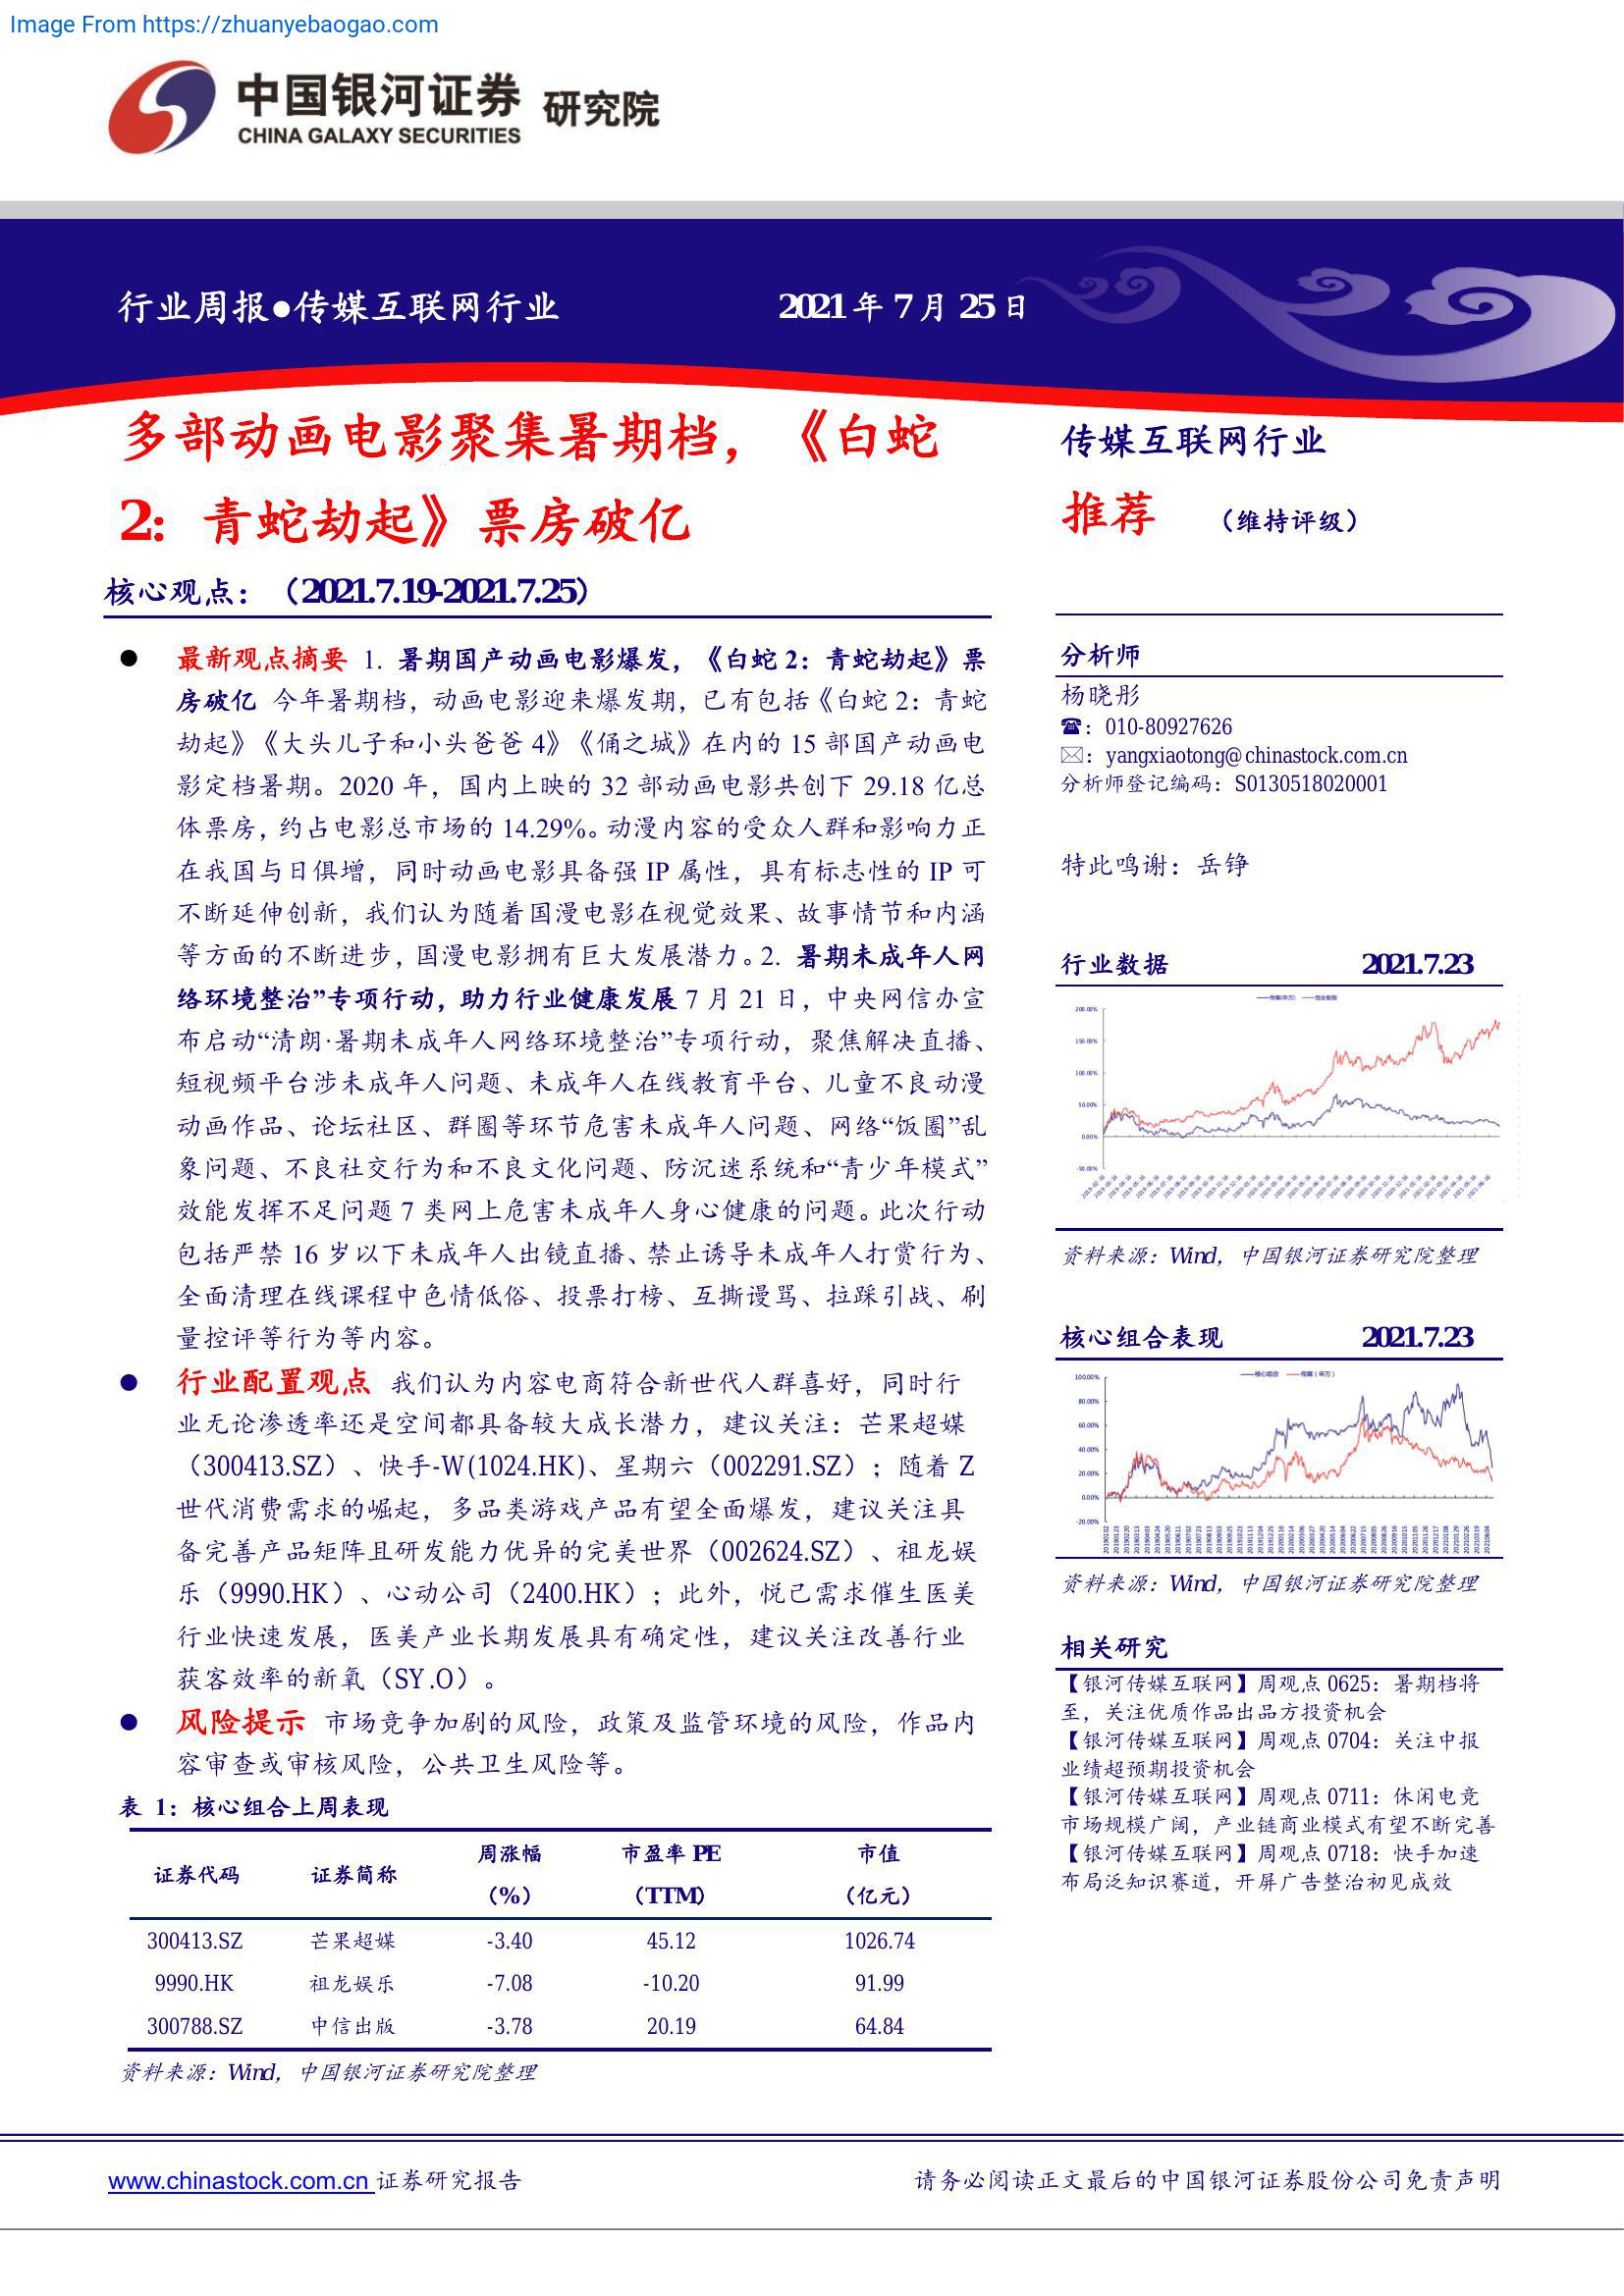 Image From https://zhuanyebaogao.com
中国银河证券 研究院
CHINA GALAXY SECURITIES
行业周报●传媒互联网行业 2021 年 7 月 25 日
多部动画电影聚集暑期档，《白蛇
2：青蛇劫起》票房破亿
核心观点：（2021.7.19-2021.7.25）
● 最新观点摘要 1. 暑期国产动画电影爆发，《白蛇 2：青蛇劫起》票
房破亿 今年暑期档，动画电影迎来爆发期，已有包括《白蛇 2：青蛇
劫起》《大头儿子和小头爸爸 4》《俑之城》在内的 15 部国产动画电
影定档暑期。2020 年，国内上映的 32 部动画电影共创下 29.18 亿总
体票房，约占电影总市场的 14.29%。动漫内容的受众人群和影响力正
在我国与日俱增，同时动画电影具备强 IP 属性，具有标志性的 IP 可
不断延伸创新，我们认为随着国漫电影在视觉效果、故事情节和内涵
等方面的不断进步，国漫电影拥有巨大发展潜力。2. 暑期未成年人网
络环境整治”专项行动，助力行业健康发展 7 月 21 日，中央网信办宣
布启动“清朗·暑期未成年人网络环境整治”专项行动，聚焦解决直播、
短视频平台涉未成年人问题、未成年人在线教育平台、儿童不良动漫
动画作品、论坛社区、群圈等环节危害未成年人问题、网络“饭圈”乱
象问题、不良社交行为和不良文化问题、防沉迷系统和“青少年模式”
效能发挥不足问题 7 类网上危害未成年人身心健康的问题。此次行动
包括严禁 16 岁以下未成年人出镜直播、禁止诱导未成年人打赏行为、
全面清理在线课程中色情低俗、投票打榜、互撕谩骂、拉踩引战、刷
量控评等行为等内容。
● 行业配置观点 我们认为内容电商符合新世代人群喜好，同时行
业无论渗透率还是空间都具备较大成长潜力，建议关注：芒果超媒
（300413.SZ）、快手-W(1024.HK)、星期六（002291.SZ）；随着 Z
世代消费需求的崛起，多品类游戏产品有望全面爆发，建议关注具
备完善产品矩阵且研发能力优异的完美世界（002624.SZ）、祖龙娱
乐（9990.HK）、心动公司（2400.HK）；此外，悦己需求催生医美
行业快速发展，医美产业长期发展具有确定性，建议关注改善行业
获客效率的新氧（SY.O）。
● 风险提示 市场竞争加剧的风险，政策及监管环境的风险，作品内
容审查或审核风险，公共卫生风险等。
表 1：核心组合上周表现
证券代码 证券简称 周涨幅（%） 市盈率 PE（TTM） 市值（亿元）
300413.SZ 芒果超媒 -3.40 45.12 1026.74
9990.HK 祖龙娱乐 -7.08 -10.20 91.99
300788.SZ 中信出版 -3.78 20.19 64.84
资料来源：Wind，中国银河证券研究院整理
传媒互联网行业
推荐 （维持评级）
分析师
杨晓彤
☎：010-80927626
✉：yangxiaotong@chinastock.com.cn
分析师登记编码：S0130518020001
特此鸣谢：岳铮
行业数据 2021.7.23
200.00%
150.00%
100.00%
50.00%
0.00%
-50.00%
资料来源：Wind，中国银河证券研究院整理
核心组合表现 2021.7.23
核心组合 传媒（申万）
100.00%
80.00%
60.00%
40.00%
20.00%
0.00%
-20.00%
资料来源：Wind，中国银河证券研究院整理
相关研究
【银河传媒互联网】周观点 0625：暑期档将
至，关注优质作品出品方投资机会
【银河传媒互联网】周观点 0704：关注中报
业绩超预期投资机会
【银河传媒互联网】周观点 0711：休闲电竞
市场规模广阔，产业链商业模式有望不断完善
【银河传媒互联网】周观点 0718：快手加速
布局泛知识赛道，开屏广告整治初见成效
www.chinastock.com.cn 证券研究报告
请务必阅读正文最后的中国银河证券股份公司免责声明